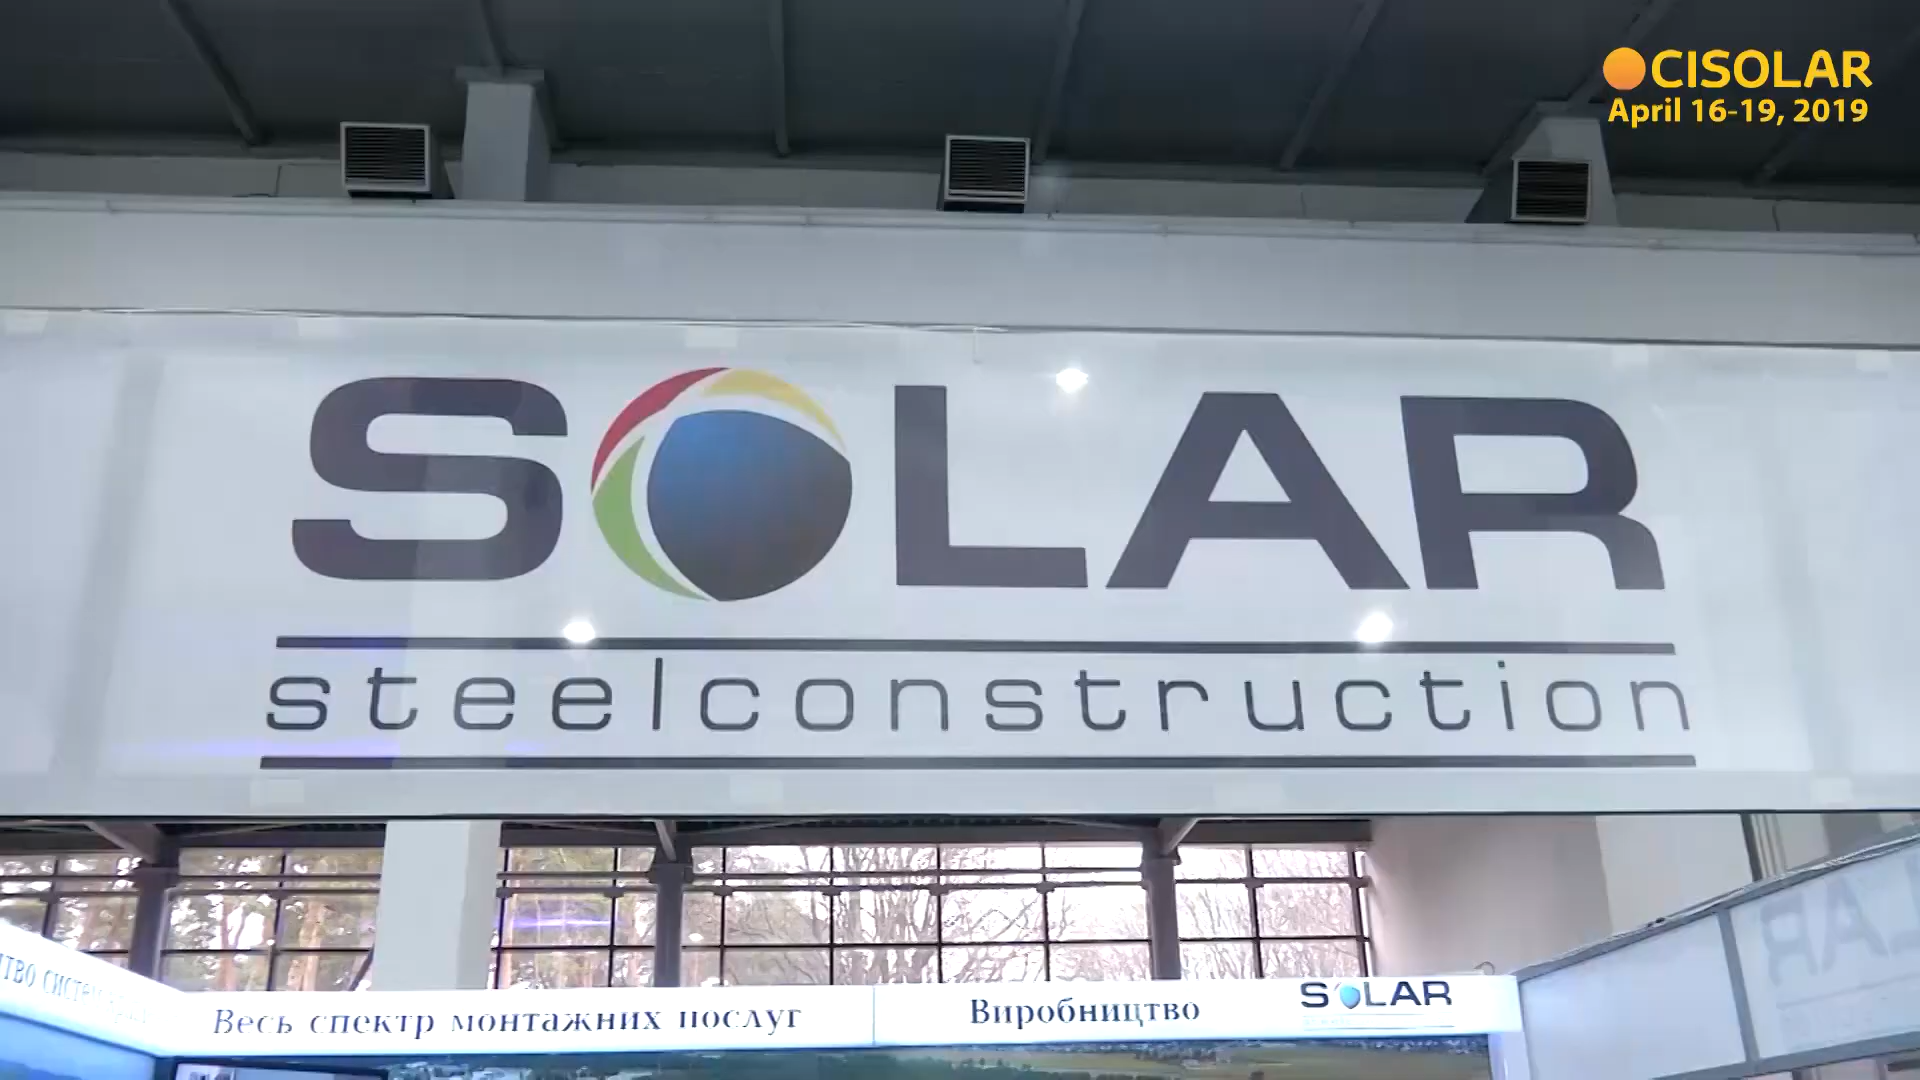 CISOLAR
April 16-19, 2019
SOLAR
steelconstruction
Весь спектр монтажних послуг
Виробництво
SOLAR